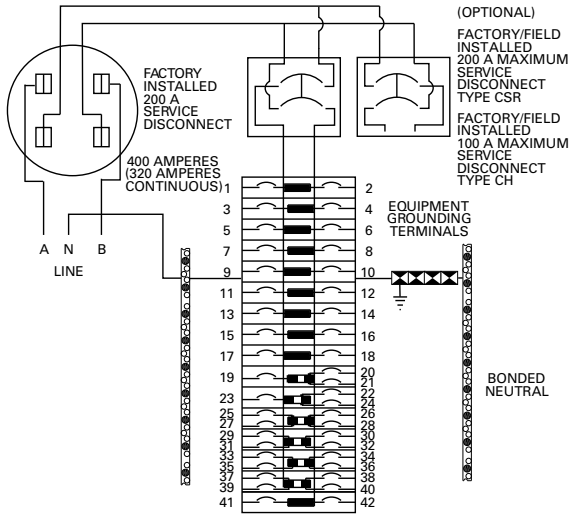 (OPTIONAL)
FACTORY/FIELD
INSTALLED
200 A MAXIMUM
SERVICE
DISCONNECT
TYPE CSR
FACTORY/FIELD
INSTALLED
100 A MAXIMUM
SERVICE
DISCONNECT
TYPE CH
FACTORY
INSTALLED
200 A
SERVICE
DISCONNECT
400 AMPERES
(320 AMPERES
CONTINUOUS)
A N B
LINE
EQUIPMENT
GROUNDING
TERMINALS
BONDED
NEUTRAL
1 2
3 4
5 6
7 8
9 10
11 12
13 14
15 16
17 18
19 20
21
23 22
24
25 26
27 28
29 30
31 32
33 34
35 36
37 38
39 40
41 42